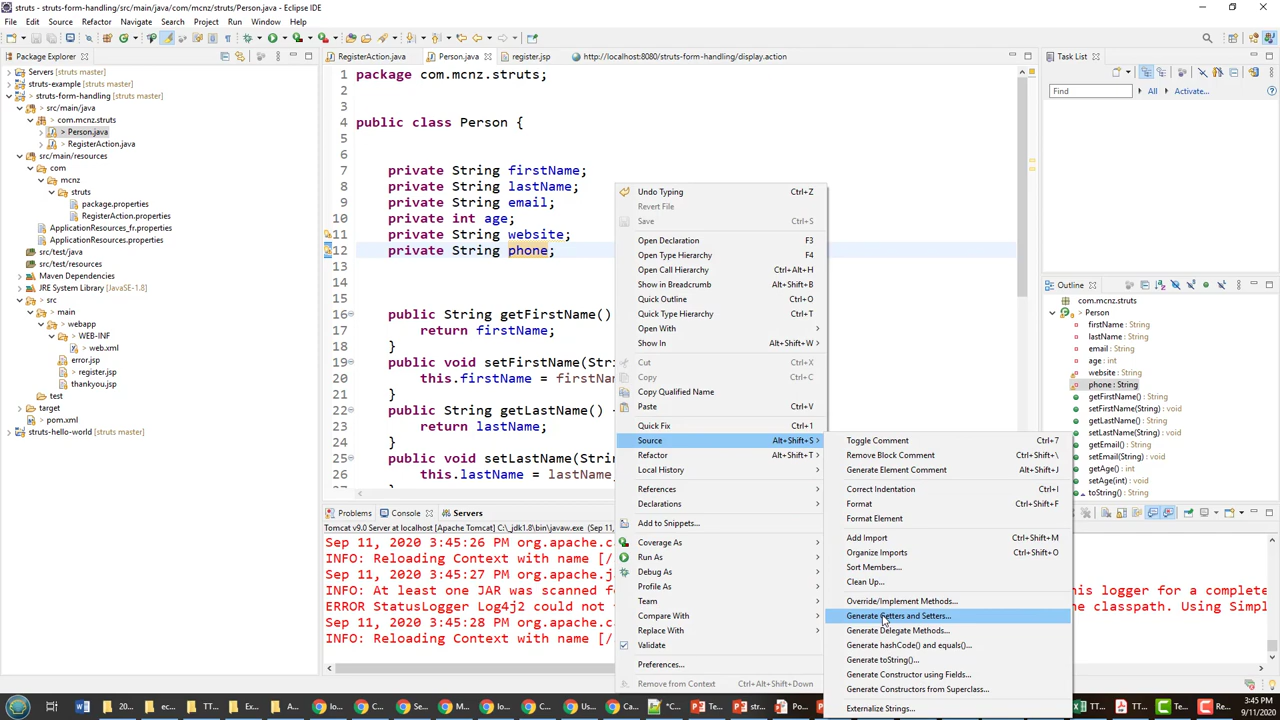 struts - struts-form-handling/src/main/java/com/mcnz/struts/Person.java - Eclipse IDE
File Edit Source Refactor Navigate Search Project Run Window Help
Package Explorer
Servers [struts master]
struts-example [struts master]
> struts-form-handling [struts master]
src/main/java
com.mcnz.struts
> Person.java
> RegisterAction.java
src/main/resources
com
mcnz
struts
package.properties
RegisterAction.properties
ApplicationResources_fr.properties
ApplicationResources.properties
src/test/java
src/test/resources
Maven Dependencies
JRE System Library [JavaSE-1.8]
> src
> main
> webapp
WEB-INF
> web.xml
error.jsp
> register.jsp
thankyou.jsp
test
target
pom.xml
struts-hello-world [struts master]
RegisterAction.java Person.java register.jsp http://localhost:8080/struts-form-handling/display.action
1 package com.mcnz.struts;
2
3
4 public class Person {
5
6
7 private String firstName;
8 private String lastName;
9 private String email;
10 private int age;
11 private String website;
12 private String phone;
13
14
15
16 public String getFirstName()
17 return firstName;
18 }
19 public void setFirstName(Stri
20 this.firstName = firstNam
21 }
22 public String getLastName()
23 return lastName;
24 }
25 public void setLastName(Stri
26 this.lastName = lastNam
27
Undo Typing Ctrl+Z
Revert File
Save Ctrl+S
Open Declaration F3
Open Type Hierarchy F4
Open Call Hierarchy Ctrl+Alt+H
Show in Breadcrumb Alt+Shift+B
Quick Outline Ctrl+O
Quick Type Hierarchy Ctrl+T
Open With
Show In Alt+Shift+W
Cut Ctrl+X
Copy Ctrl+C
Copy Qualified Name
Paste Ctrl+V
Quick Fix Ctrl+1
Source Alt+Shift+S
Refactor Alt+Shift+T
Local History
References
Declarations
Add to Snippets...
Coverage As
Run As
Debug As
Profile As
Team
Compare With
Replace With
Validate
Preferences...
Remove from Context Ctrl+Alt+Shift+Down
Toggle Comment Ctrl+7
Remove Block Comment Ctrl+Shift+\
Generate Element Comment Alt+Shift+J
Correct Indentation Ctrl+I
Format Ctrl+Shift+F
Format Element
Add Import Ctrl+Shift+M
Organize Imports Ctrl+Shift+O
Sort Members...
Clean Up...
Override/Implement Methods...
Generate Getters and Setters...
Generate Delegate Methods...
Generate hashCode() and equals()...
Generate toString()...
Generate Constructor using Fields...
Generate Constructors from Superclass...
Externalize Strings...
Task List
Find All Activate...
Outline
com.mcnz.struts
Person
firstName : String
lastName : String
email : String
age : int
website : String
phone : String
getFirstName() : String
setFirstName(String) : void
getLastName() : String
setLastName(String) : void
getEmail() : String
setEmail(String) : void
getAge() : int
setAge(int) : void
toString() : String
Problems Console Servers
Tomcat v9.0 Server at localhost [Apache Tomcat] C:\_jdk1.8\bin\javaw.exe (Sep 11,
Sep 11, 2020 3:45:26 PM org.apache.c
INFO: Reloading Context with name [/
Sep 11, 2020 3:45:27 PM org.apache.j
INFO: At least one JAR was scanned f his logger for a complete
ERROR StatusLogger Log4j2 could not he classpath. Using Simpl
Sep 11, 2020 3:45:28 PM org.apache.c
INFO: Reloading Context with name [/
3:45 PM
9/11/2020